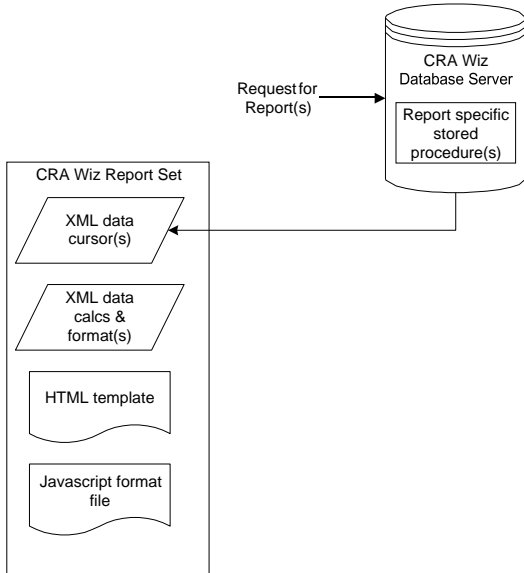 CRA Wiz
Database Server
Request for
Report(s)
Report specific
stored
procedure(s)
CRA Wiz Report Set
XML data
cursor(s)
XML data
calcs &
format(s)
HTML template
Javascript format
file